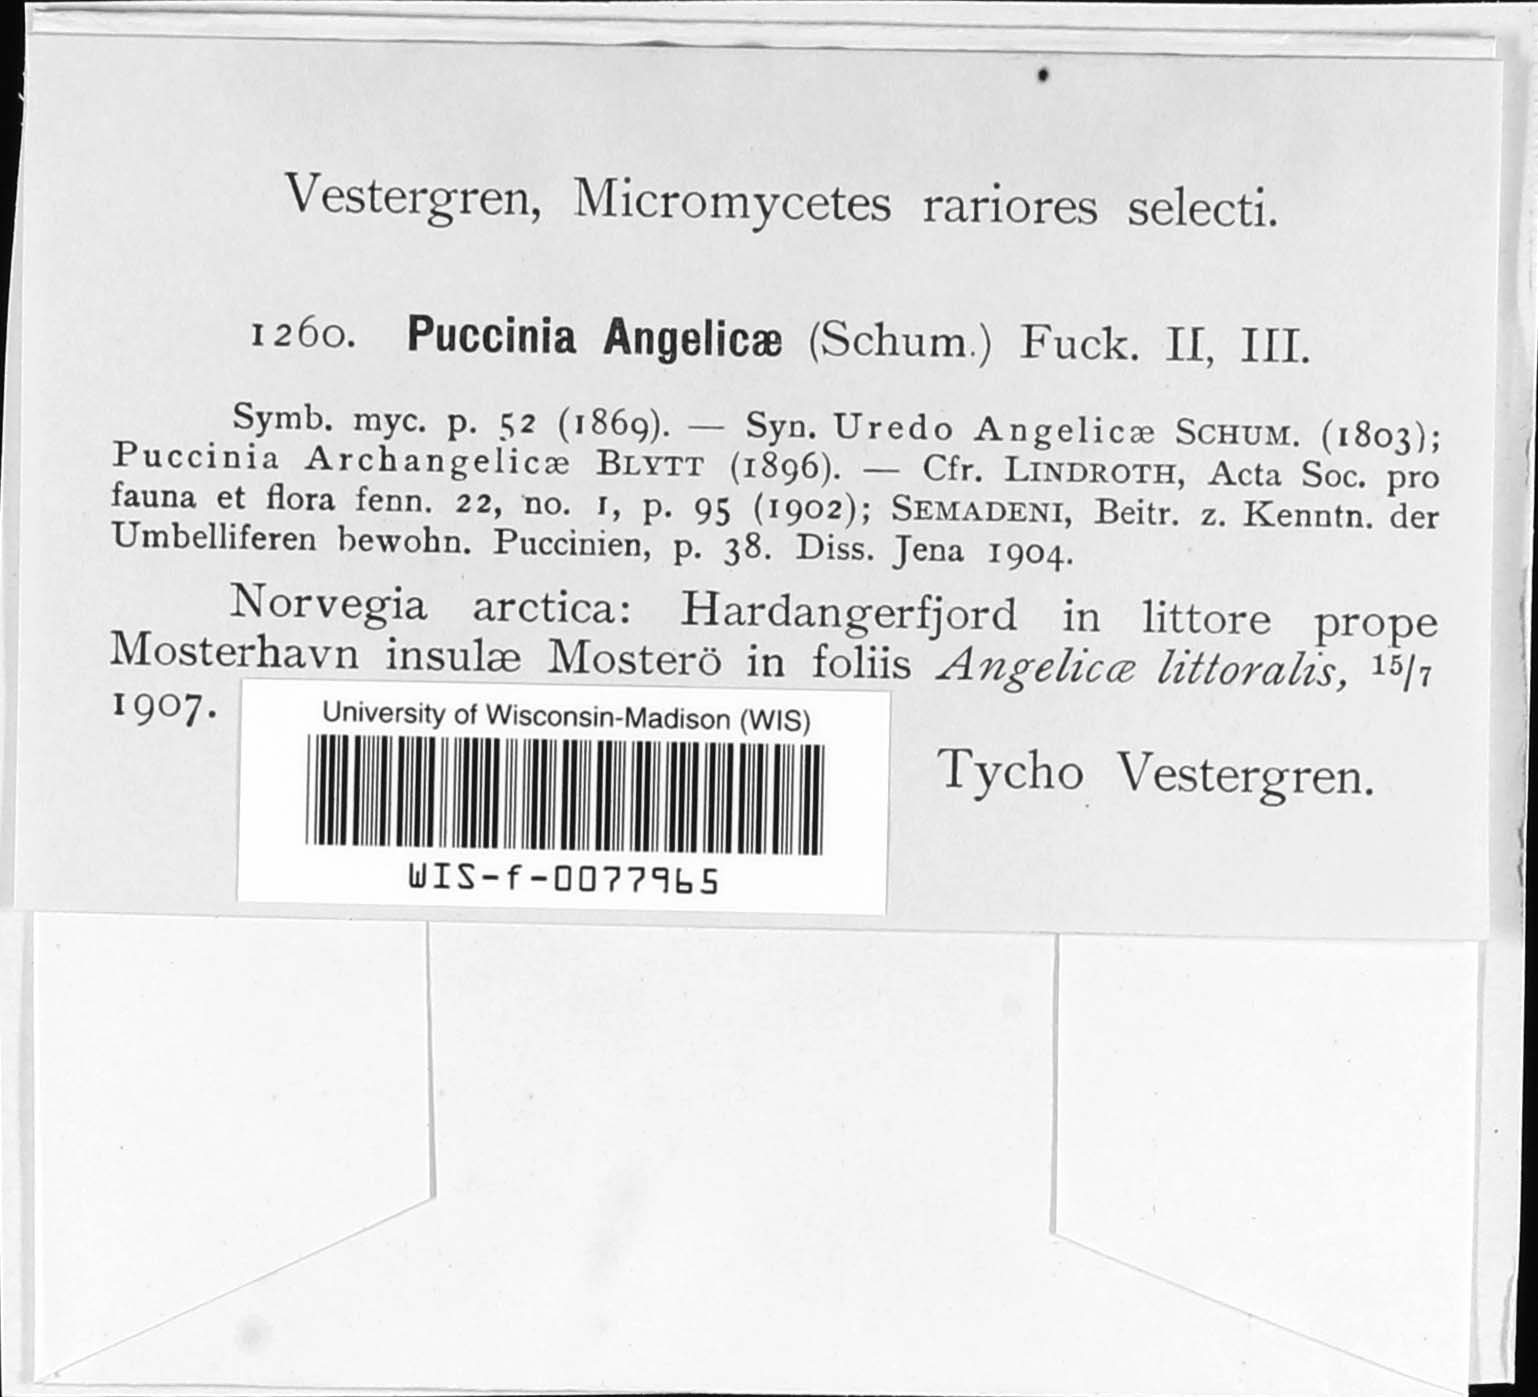 Vestergren, Micromycetes rariores selecti.
1260. Puccinia Angelicæ (Schum.) Fuck. II, III.
Symb. myc. p. 52 (1869). — Syn. Uredo Angelicæ SCHUM. (1803);
Puccinia Archangelicæ BLYTT (1896). — Cfr. LINDROTH, Acta Soc. pro
fauna et flora fenn. 22, no. 1, p. 95 (1902); SEMADENI, Beitr. z. Kenntn. der
Umbelliferen bewohn. Puccinien, p. 38. Diss. Jena 1904.
Norvegia arctica: Hardangerfjord in littore prope
Mosterhavn insulæ Mosterö in foliis Angelicæ littoralis, 15/7
1907.
Tycho Vestergren.
University of Wisconsin-Madison (WIS)
WIS-f-0077965